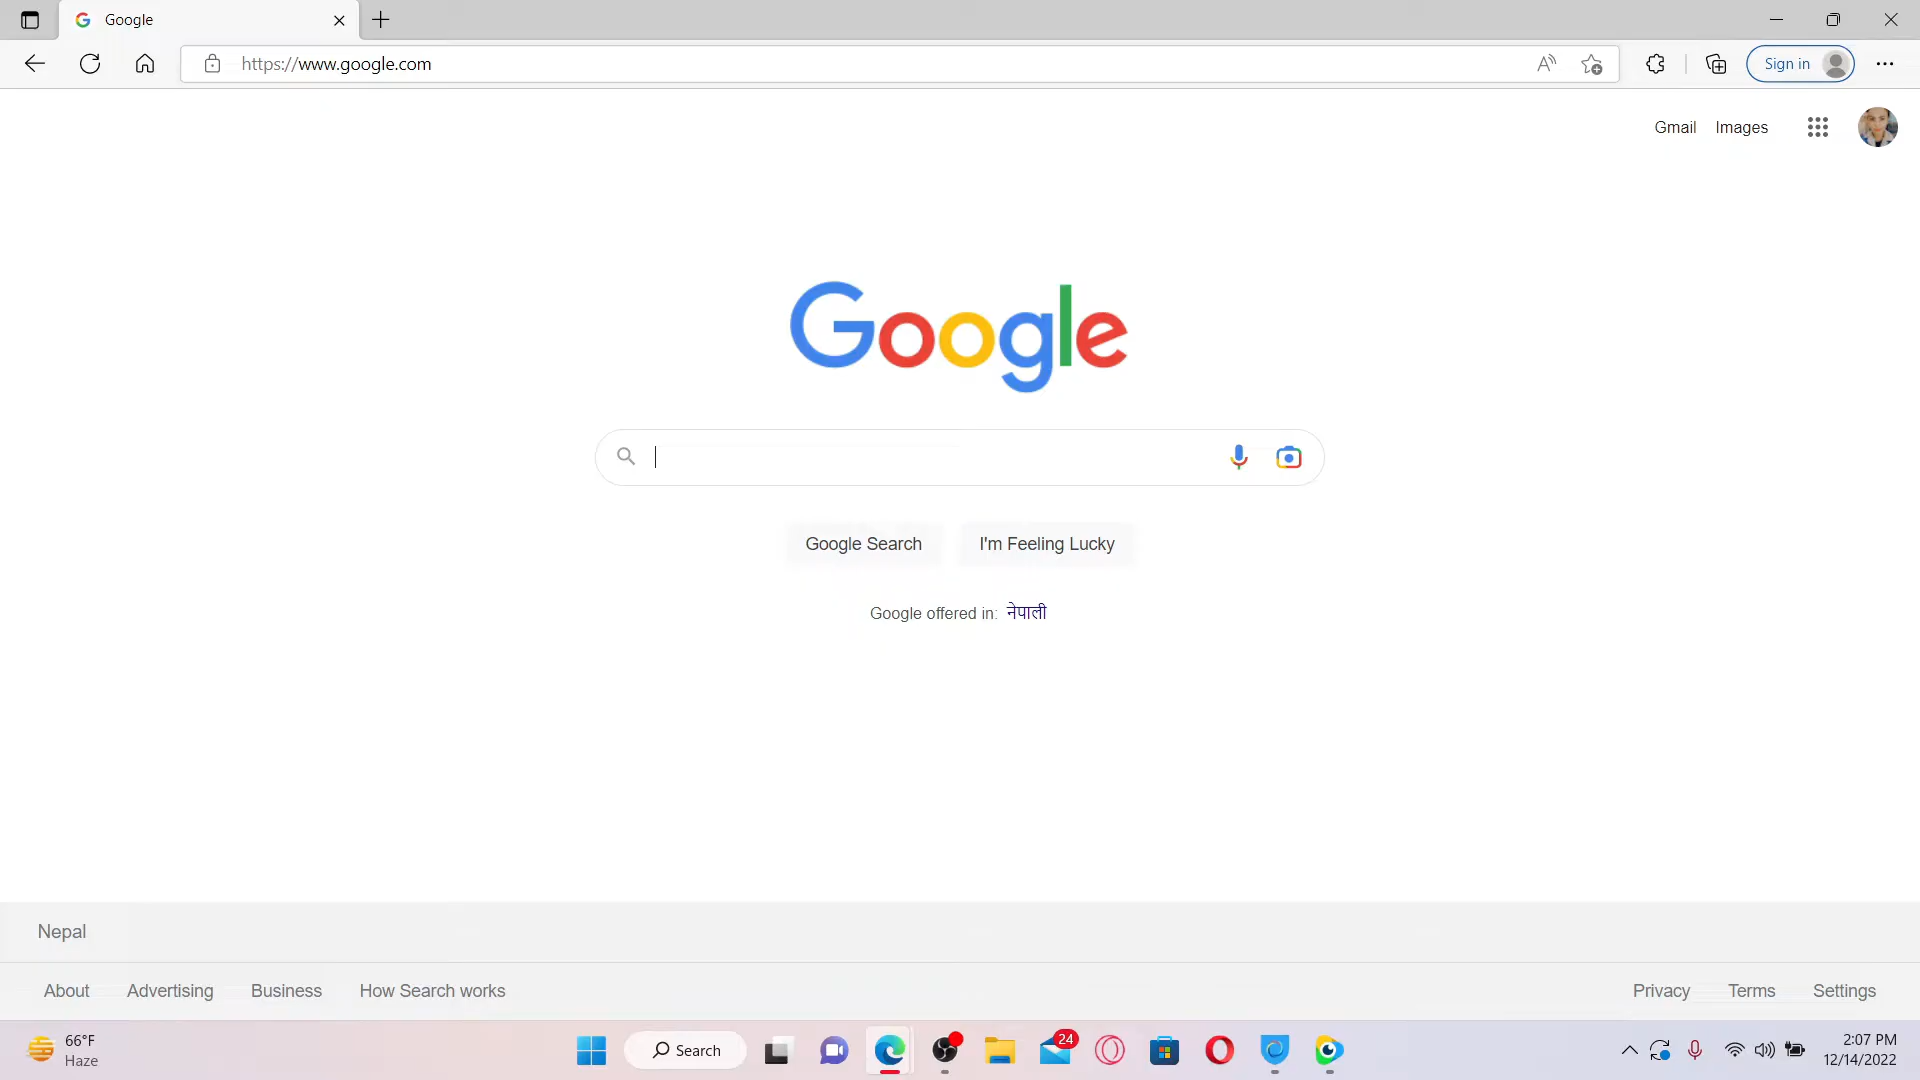 Google
https://www.google.com
Sign in
Gmail Images
Google
Google Search I'm Feeling Lucky
Google offered in: नेपाली
Nepal
About Advertising Business How Search works Privacy Terms Settings
66°F
Haze
Search
24
2:07 PM
12/14/2022